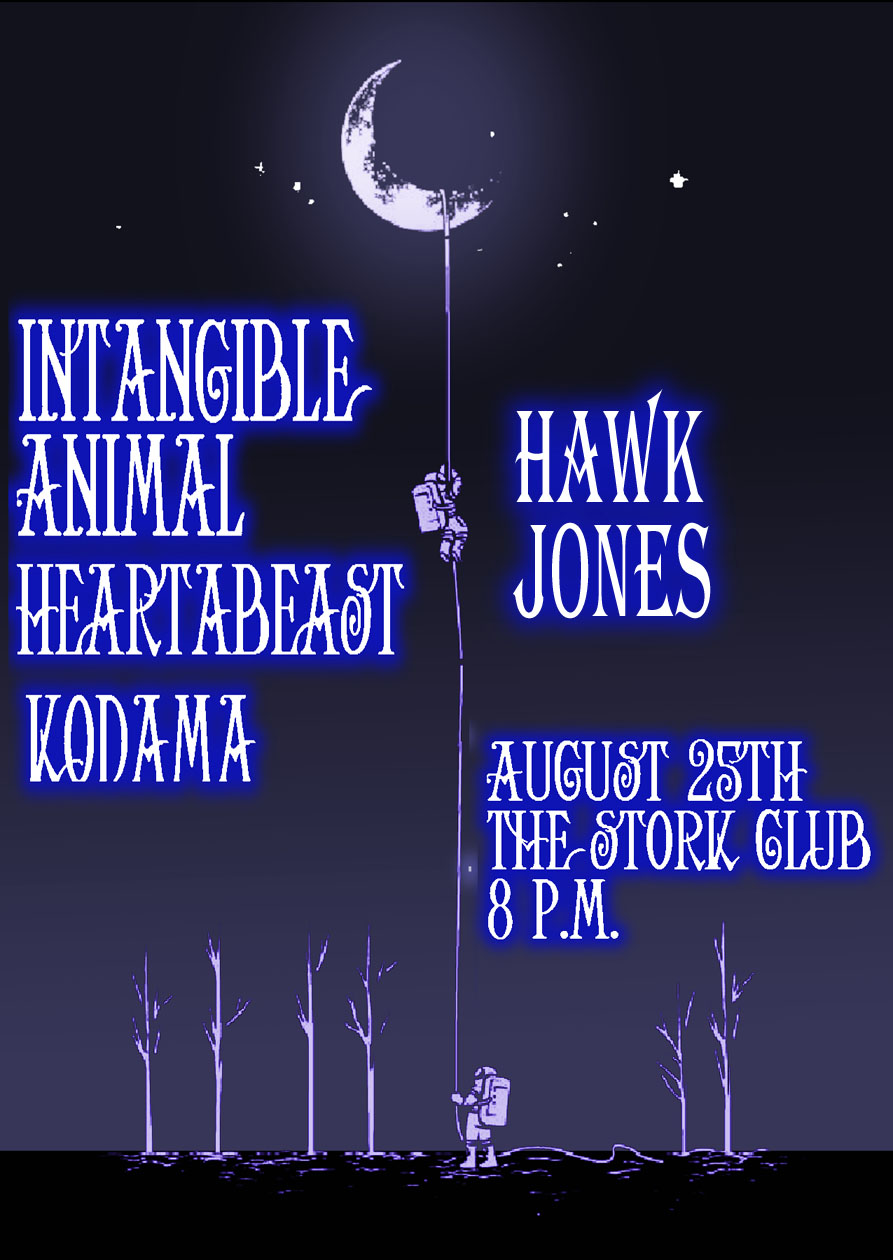 INTANGIBLE
ANIMAL
HEARTABEAST
KODAMA
HAWK
JONES
AUGUST 25TH
THE STORK CLUB
8 P.M.